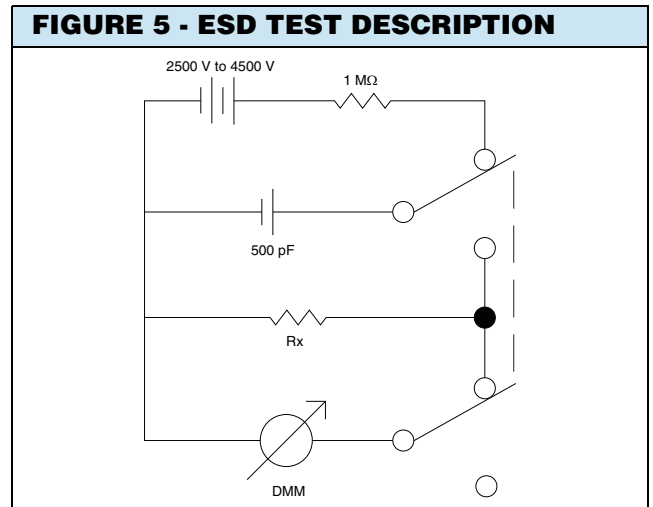 FIGURE 5 - ESD TEST DESCRIPTION
2500 V to 4500 V
1 MΩ
500 pF
Rx
DMM